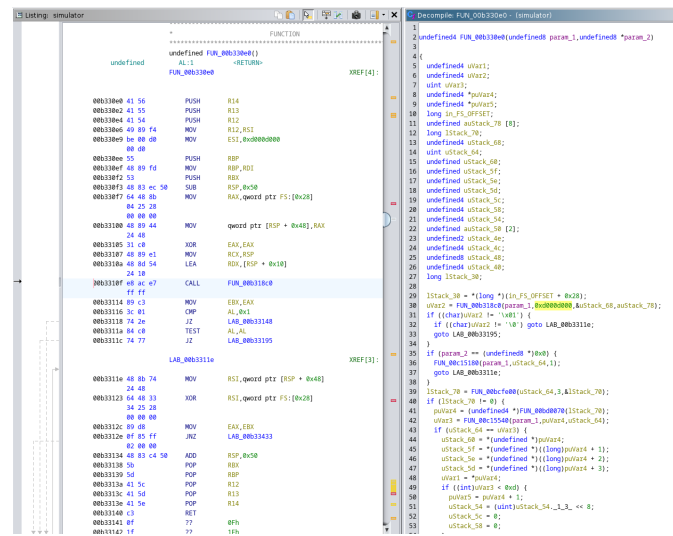 Listing: simulator
* FUNCTION
undefined FUN_00b330e0()
undefined AL:1 <RETURN>
FUN_00b330e0 XREF[4]:
00b330e0 41 56 PUSH R14
00b330e2 41 55 PUSH R13
00b330e4 41 54 PUSH R12
00b330e6 49 89 f4 MOV R12,RSI
00b330e9 be 00 d0 MOV ESI,0xd000d000
00 d0
00b330ee 55 PUSH RBP
00b330ef 48 89 fd MOV RBP,RDI
00b330f2 53 PUSH RBX
00b330f3 48 83 ec 50 SUB RSP,0x50
00b330f7 64 48 8b MOV RAX,qword ptr FS:[0x28]
04 25 28
00 00 00
00b33100 48 89 44 MOV qword ptr [RSP + 0x48],RAX
24 48
00b33105 31 c0 XOR EAX,EAX
00b33107 48 89 e1 MOV RCX,RSP
00b3310a 48 8d 54 LEA RDX,[RSP + 0x10]
24 10
00b3310f e8 ac e7 CALL FUN_00b318c0
ff ff
00b33114 89 c3 MOV EBX,EAX
00b33116 3c 01 CMP AL,0x1
00b33118 74 2e JZ LAB_00b33148
00b3311a 84 c0 TEST AL,AL
00b3311c 74 77 JZ LAB_00b33195
LAB_00b3311e XREF[3]:
00b3311e 48 8b 74 MOV RSI,qword ptr [RSP + 0x48]
24 48
00b33123 64 48 33 XOR RSI,qword ptr FS:[0x28]
34 25 28
00 00 00
00b3312c 89 d8 MOV EAX,EBX
00b3312e 0f 85 ff JNZ LAB_00b33433
02 00 00
00b33134 48 83 c4 50 ADD RSP,0x50
00b33138 5b POP RBX
00b33139 5d POP RBP
00b3313a 41 5c POP R12
00b3313c 41 5d POP R13
00b3313e 41 5e POP R14
00b33140 c3 RET
00b33141 0f ?? 0Fh
00b33142 1f ?? 1Fh
Decompile: FUN_00b330e0 - (simulator)
1
2 undefined4 FUN_00b330e0(undefined8 param_1,undefined8 *param_2)
3
4 {
5 undefined4 uVar1;
6 undefined4 uVar2;
7 uint uVar3;
8 undefined4 *puVar4;
9 undefined4 *puVar5;
10 long in_FS_OFFSET;
11 undefined auStack_78 [8];
12 long lStack_70;
13 undefined4 uStack_68;
14 uint uStack_64;
15 undefined uStack_60;
16 undefined uStack_5f;
17 undefined uStack_5e;
18 undefined uStack_5d;
19 undefined4 uStack_5c;
20 undefined4 uStack_58;
21 undefined4 uStack_54;
22 undefined auStack_50 [2];
23 undefined2 uStack_4e;
24 undefined4 uStack_4c;
25 undefined8 uStack_48;
26 undefined4 uStack_40;
27 long lStack_30;
28
29 lStack_30 = *(long *)(in_FS_OFFSET + 0x28);
30 uVar2 = FUN_00b318c0(param_1,0xd000d000,&uStack_68,auStack_78);
31 if ((char)uVar2 != '\x01') {
32 if ((char)uVar2 != '\0') goto LAB_00b3311e;
33 goto LAB_00b33195;
34 }
35 if (param_2 == (undefined8 *)0x0) {
36 FUN_00c15180(param_1,uStack_64,1);
37 goto LAB_00b3311e;
38 }
39 lStack_70 = FUN_00bcfe00(uStack_64,3,&lStack_70);
40 if (lStack_70 != 0) {
41 puVar4 = (undefined4 *)FUN_00bd0070(lStack_70);
42 uVar3 = FUN_00c15540(param_1,puVar4,uStack_64);
43 if (uStack_64 == uVar3) {
44 uStack_60 = *(undefined *)puVar4;
45 uStack_5f = *(undefined *)((long)puVar4 + 1);
46 uStack_5e = *(undefined *)((long)puVar4 + 2);
47 uStack_5d = *(undefined *)((long)puVar4 + 3);
48 uVar1 = *puVar4;
49 if ((int)uVar3 < 0xd) {
50 puVar5 = puVar4 + 1;
51 uStack_54 = (uint)uStack_54._1_3_ << 8;
52 uStack_5c = 0;
53 uStack_58 = 0;